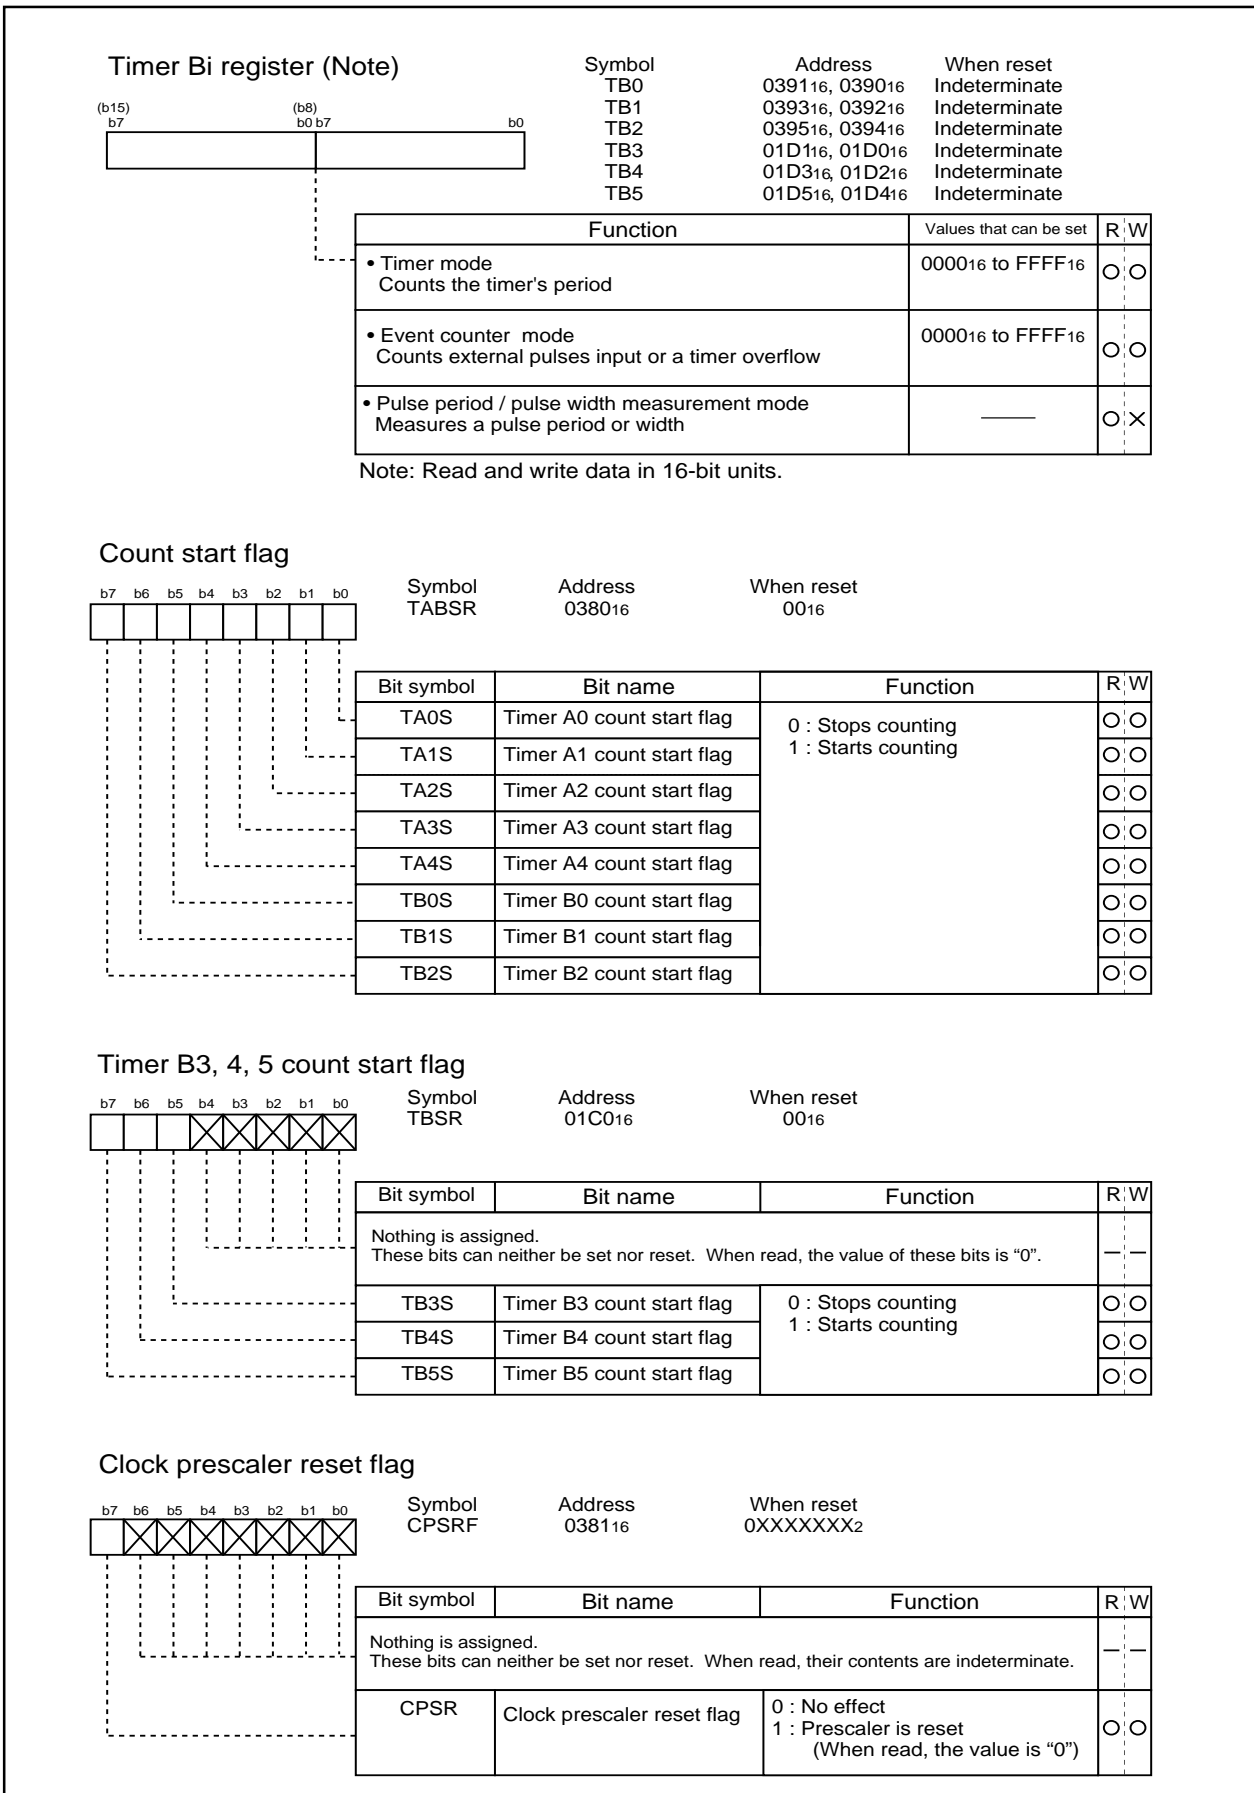 Timer Bi register (Note)
Symbol Address When reset
TB0 039116, 039016 Indeterminate
TB1 039316, 039216 Indeterminate
TB2 039516, 039416 Indeterminate
TB3 01D116, 01D016 Indeterminate
TB4 01D316, 01D216 Indeterminate
TB5 01D516, 01D416 Indeterminate
(b15) (b8)
b7 b0 b7 b0
Function Values that can be set R W
• Timer mode 000016 to FFFF16
Counts the timer's period
• Event counter mode 000016 to FFFF16
Counts external pulses input or a timer overflow
• Pulse period / pulse width measurement mode
Measures a pulse period or width
Note: Read and write data in 16-bit units.
Count start flag
Symbol Address When reset
TABSR 038016 0016
b7 b6 b5 b4 b3 b2 b1 b0
Bit symbol Bit name Function R W
TA0S Timer A0 count start flag 0 : Stops counting
1 : Starts counting
TA1S Timer A1 count start flag
TA2S Timer A2 count start flag
TA3S Timer A3 count start flag
TA4S Timer A4 count start flag
TB0S Timer B0 count start flag
TB1S Timer B1 count start flag
TB2S Timer B2 count start flag
Timer B3, 4, 5 count start flag
Symbol Address When reset
TBSR 01C016 0016
b7 b6 b5 b4 b3 b2 b1 b0
Bit symbol Bit name Function R W
Nothing is assigned.
These bits can neither be set nor reset. When read, the value of these bits is “0”.
TB3S Timer B3 count start flag 0 : Stops counting
1 : Starts counting
TB4S Timer B4 count start flag
TB5S Timer B5 count start flag
Clock prescaler reset flag
Symbol Address When reset
CPSRF 038116 0XXXXXXX2
b7 b6 b5 b4 b3 b2 b1 b0
Bit symbol Bit name Function R W
Nothing is assigned.
These bits can neither be set nor reset. When read, their contents are indeterminate.
CPSR Clock prescaler reset flag 0 : No effect
1 : Prescaler is reset
(When read, the value is “0”)